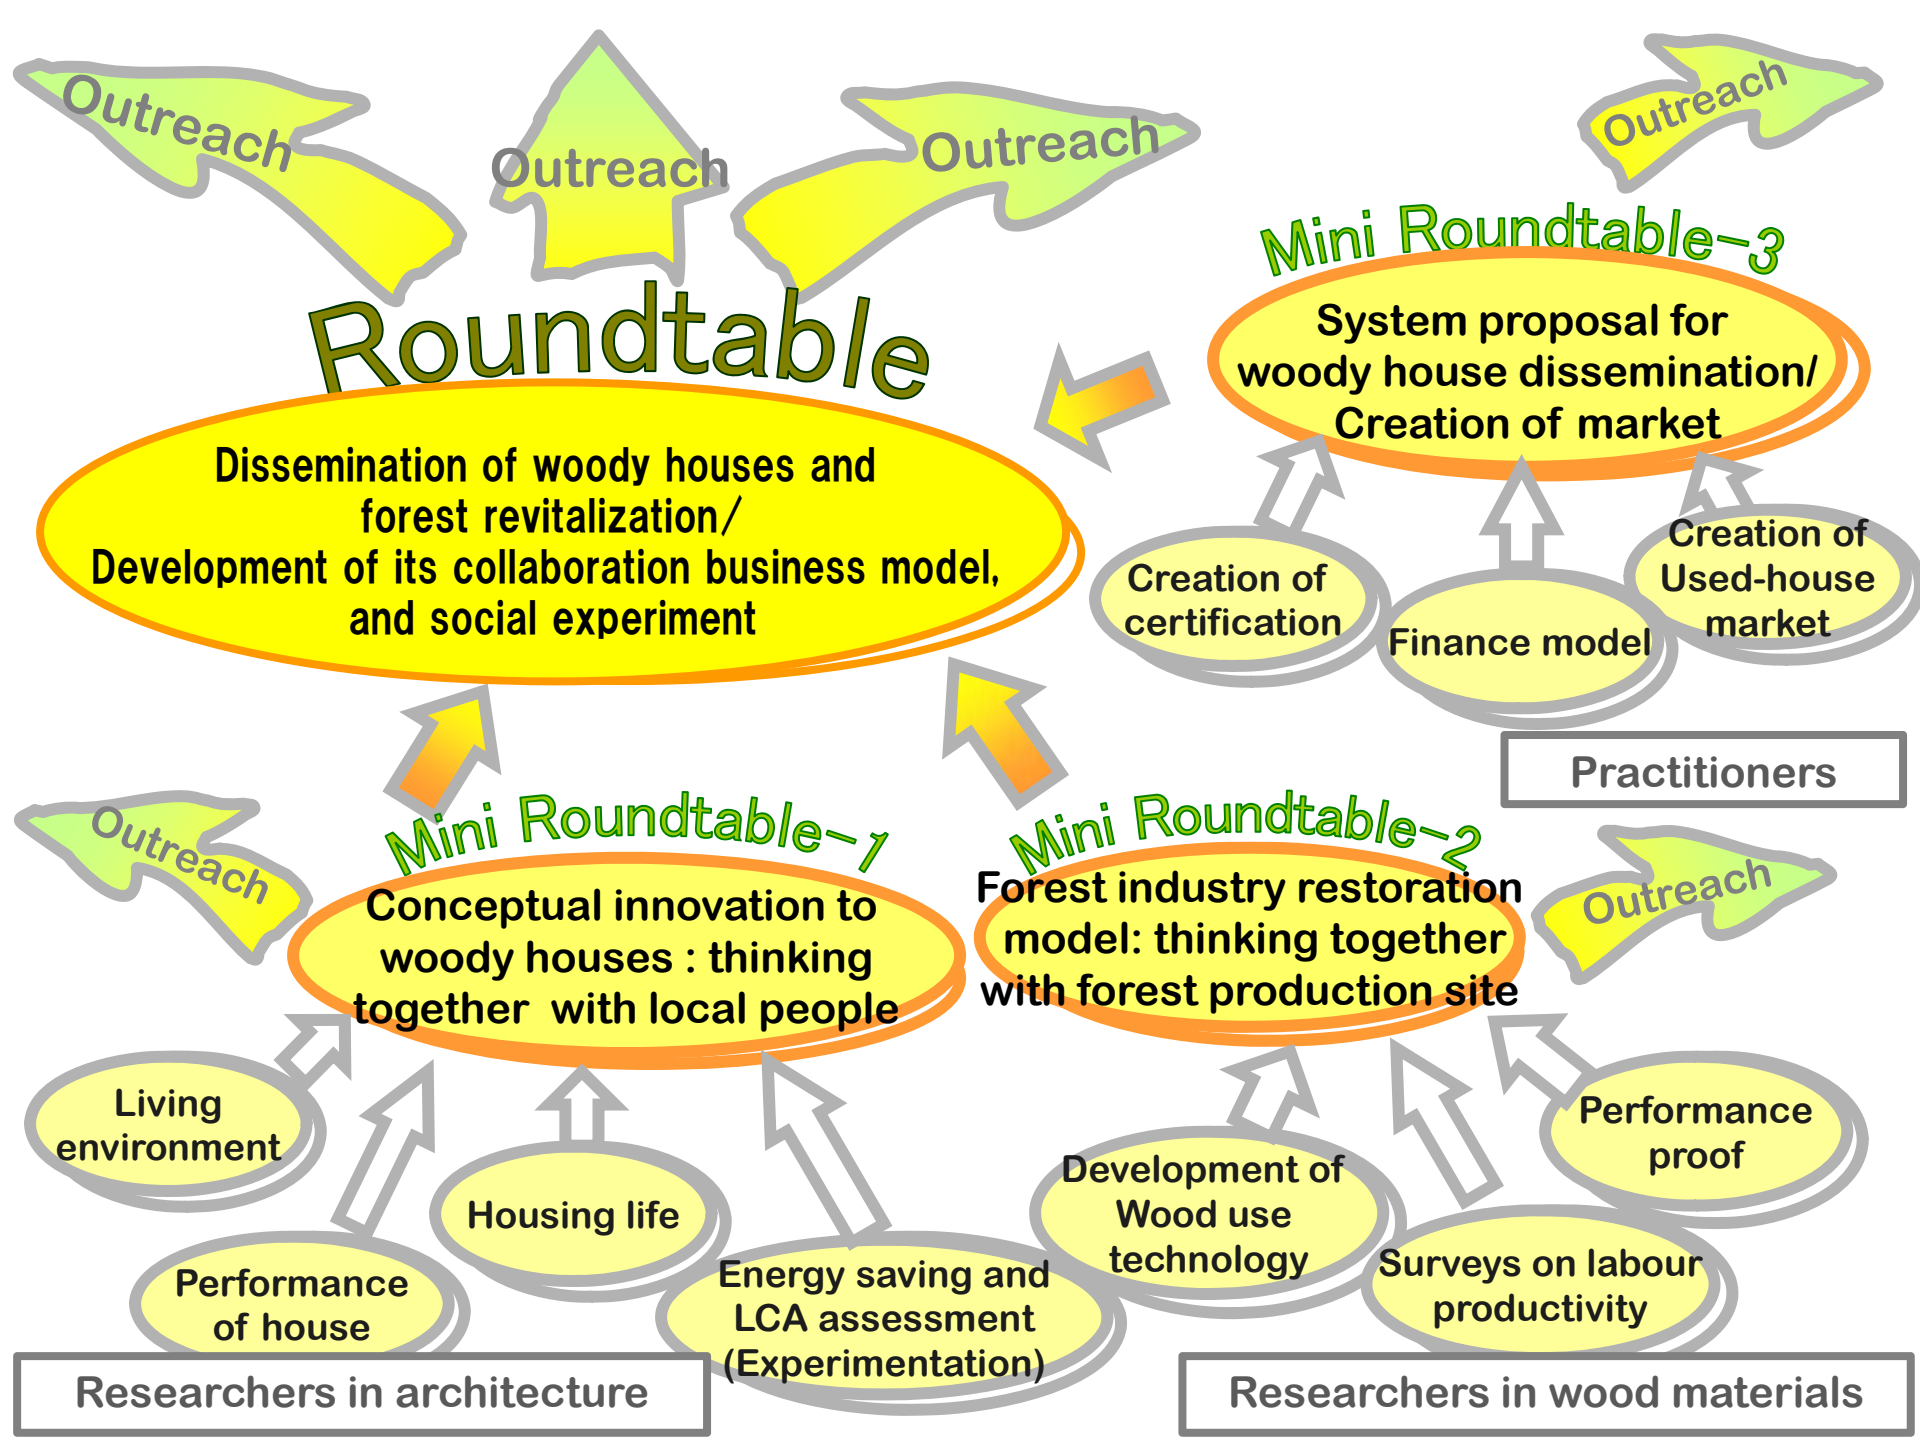 Outreach
Outreach
Outreach
Outreach
Roundtable
Dissemination of woody houses and
forest revitalization/
Development of its collaboration business model,
and social experiment
Mini Roundtable-3
System proposal for
woody house dissemination/
Creation of market
Creation of
certification
Finance model
Creation of
Used-house
market
Practitioners
Outreach
Mini Roundtable-1
Conceptual innovation to
woody houses : thinking
together with local people
Mini Roundtable-2
Forest industry restoration
model: thinking together
with forest production site
Outreach
Living
environment
Performance
of house
Housing life
Energy saving and
LCA assessment
(Experimentation)
Development of
Wood use
technology
Surveys on labour
productivity
Performance
proof
Researchers in architecture
Researchers in wood materials